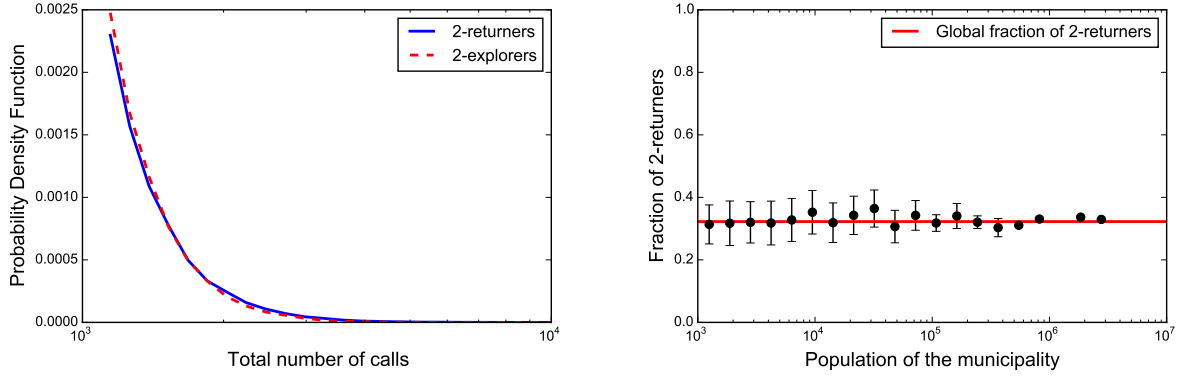 0.0025
0.0020
0.0015
0.0010
0.0005
0.0000
10³
10⁴
Probability Density Function
Total number of calls
2-returners
2-explorers
1.0
0.8
0.6
0.4
0.2
0.0
10³
10⁴
10⁵
10⁶
10⁷
Fraction of 2-returners
Population of the municipality
Global fraction of 2-returners